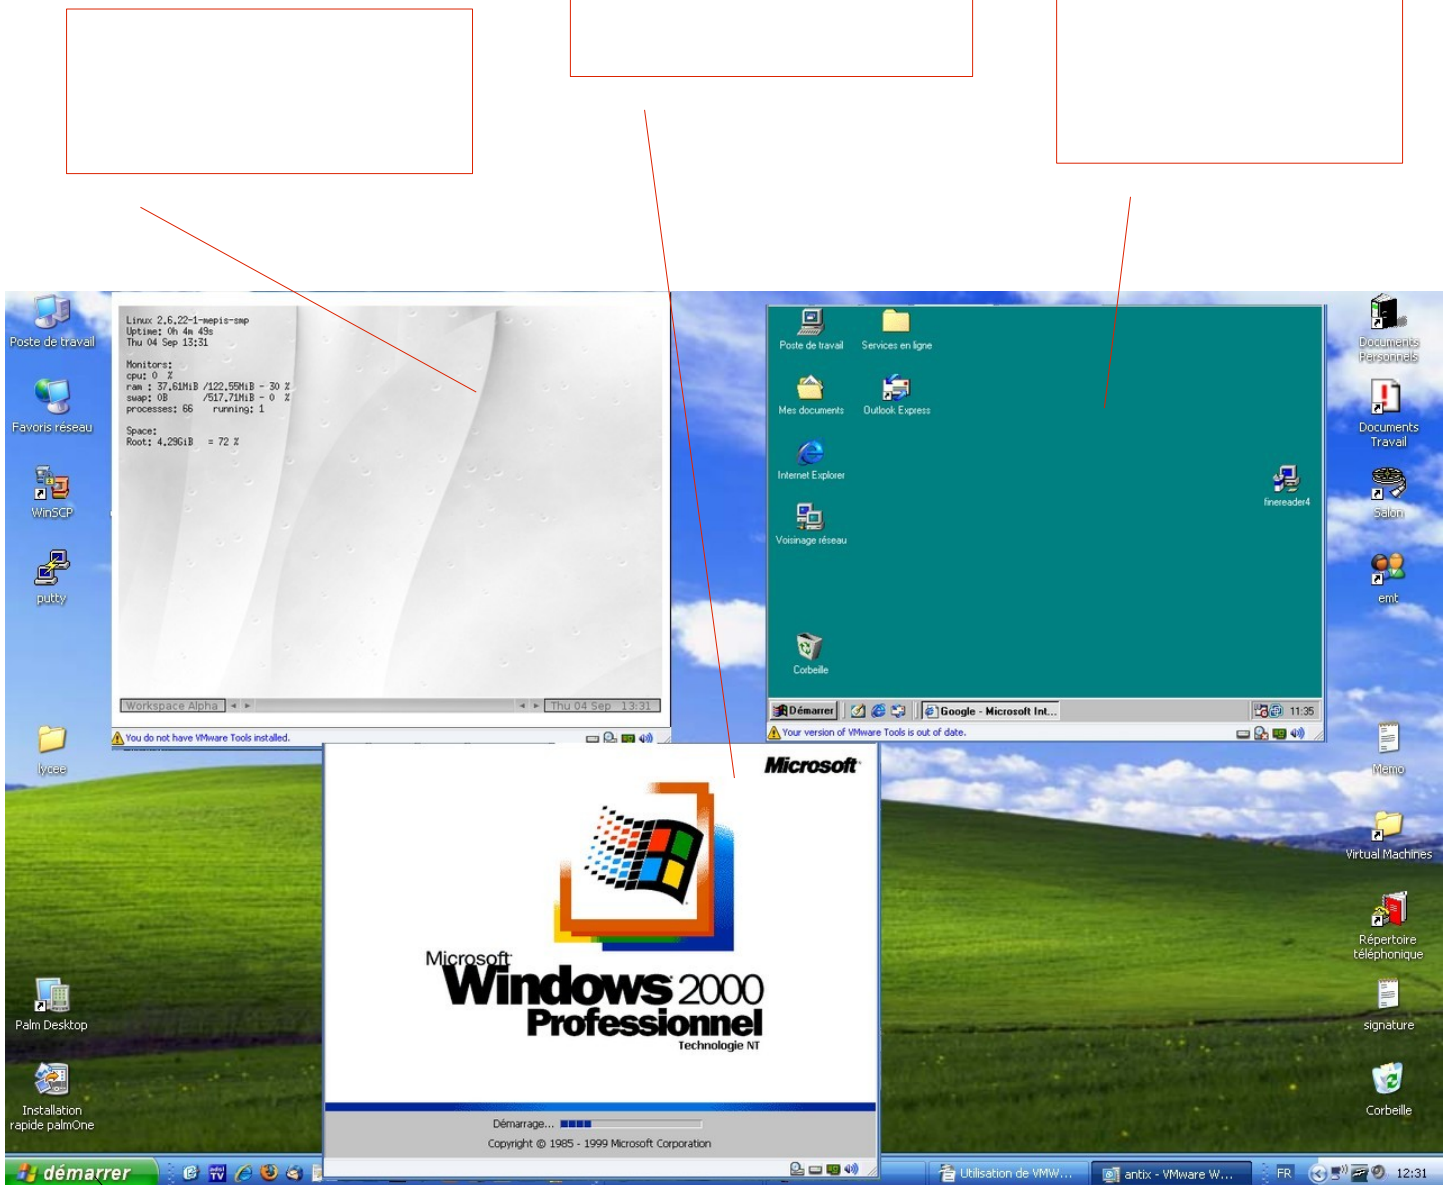 Poste de travail
Favoris réseau
WinSCP
putty
lycee
Palm Desktop
Installation
rapide palmOne
Linux 2.6.22-1-mepis-smp
Uptime: 0h 4m 49s
Thu 04 Sep 13:31
Monitors:
cpu: 0 %
ram : 37.61MiB /122.55MiB - 30 %
swap: 0B /517.71MiB - 0 %
processes: 66 running: 1
Space:
Root: 4.29GiB = 72 %
Workspace Alpha
Thu 04 Sep 13:31
You do not have VMware Tools installed.
Poste de travail
Services en ligne
Mes documents
Outlook Express
Internet Explorer
finereader4
Voisinage réseau
Corbeille
Démarrer
Google - Microsoft Int...
11:35
Your version of VMware Tools is out of date.
Documents
Personnels
Documents
Travail
Salon
emt
Memo
Virtual Machines
Répertoire
téléphonique
signature
Corbeille
Microsoft
Microsoft
Windows 2000
Professionnel
Technologie NT
Démarrage...
Copyright © 1985 - 1999 Microsoft Corporation
démarrer
Utilisation de VMW...
antix - VMware W...
FR
12:31